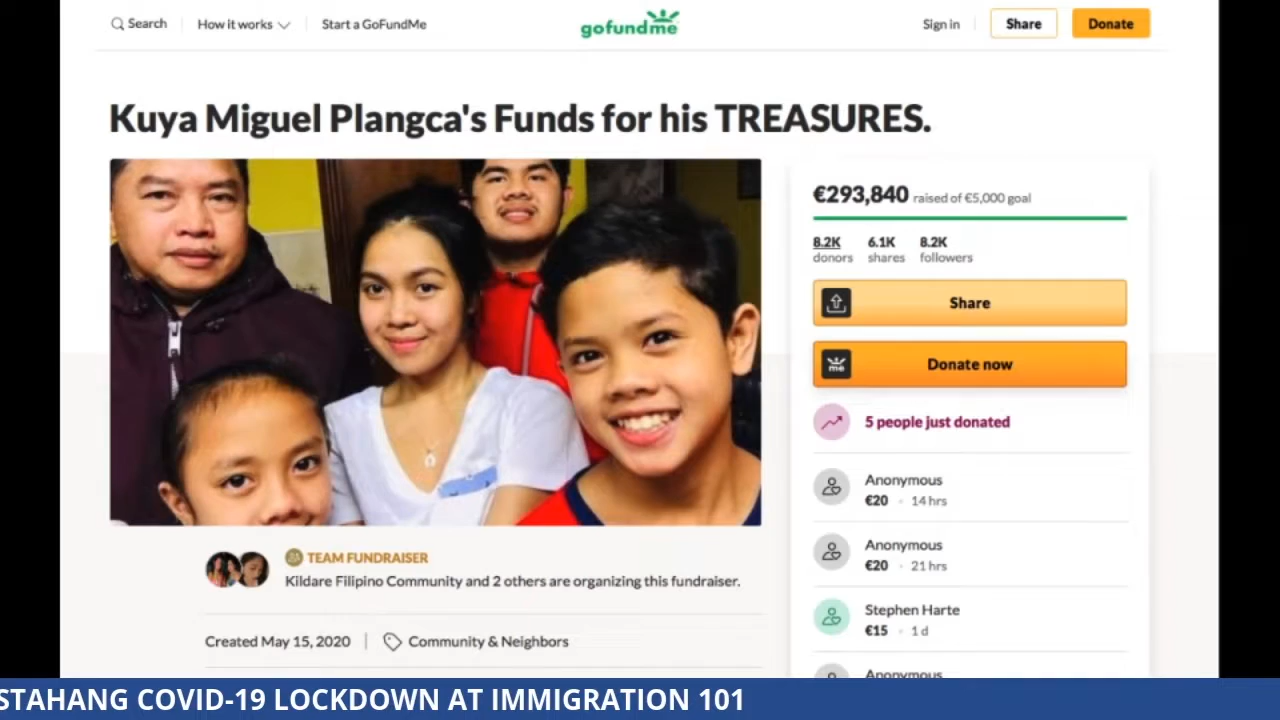 Search
How it works
Start a GoFundMe
gofundme
Sign in
Share
Donate
Kuya Miguel Plangca's Funds for his TREASURES.
€293,840 raised of €5,000 goal
8.2K 6.1K 8.2K
donors shares followers
Share
me Donate now
5 people just donated
Anonymous
€20 · 14 hrs
Anonymous
€20 · 21 hrs
Stephen Harte
€15 · 1 d
Anonymous
TEAM FUNDRAISER
Kildare Filipino Community and 2 others are organizing this fundraiser.
Created May 15, 2020 | Community & Neighbors
STAHANG COVID-19 LOCKDOWN AT IMMIGRATION 101